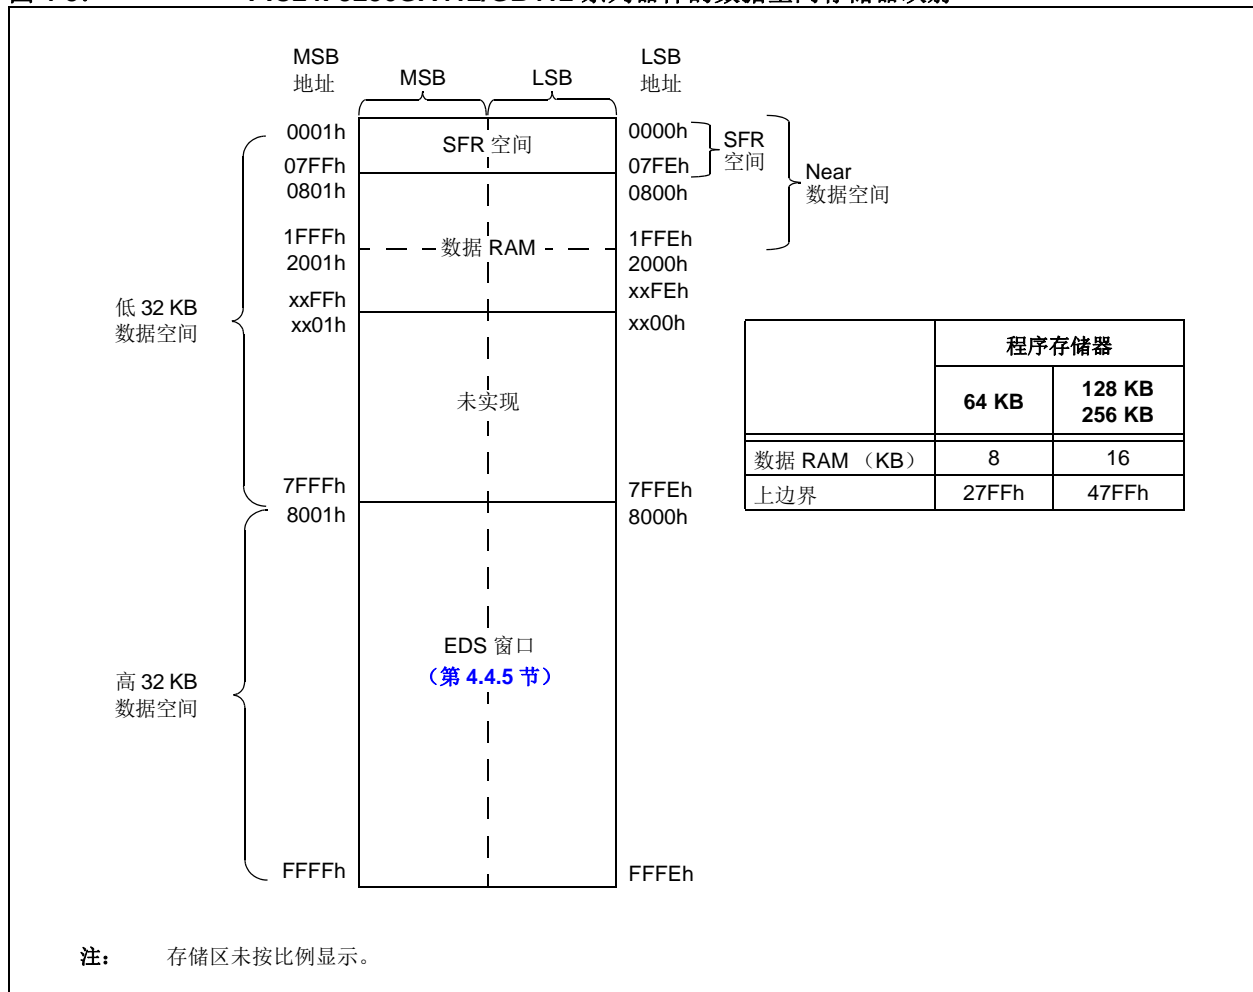 MSB
地址
MSB
LSB
LSB
地址
0001h
SFR 空间
0000h
SFR
空间
07FFh
07FEh
0801h
0800h
Near
数据空间
1FFFh
数据 RAM
1FFEh
2001h
2000h
xxFFh
xxFEh
xx01h
xx00h
低 32 KB
数据空间
未实现
程序存储器
64 KB
128 KB
256 KB
数据 RAM （KB）
8
16
上边界
27FFh
47FFh
7FFFh
7FFEh
8001h
8000h
EDS 窗口
（第 4.4.5 节）
高 32 KB
数据空间
FFFFh
FFFEh
注：
存储区未按比例显示。